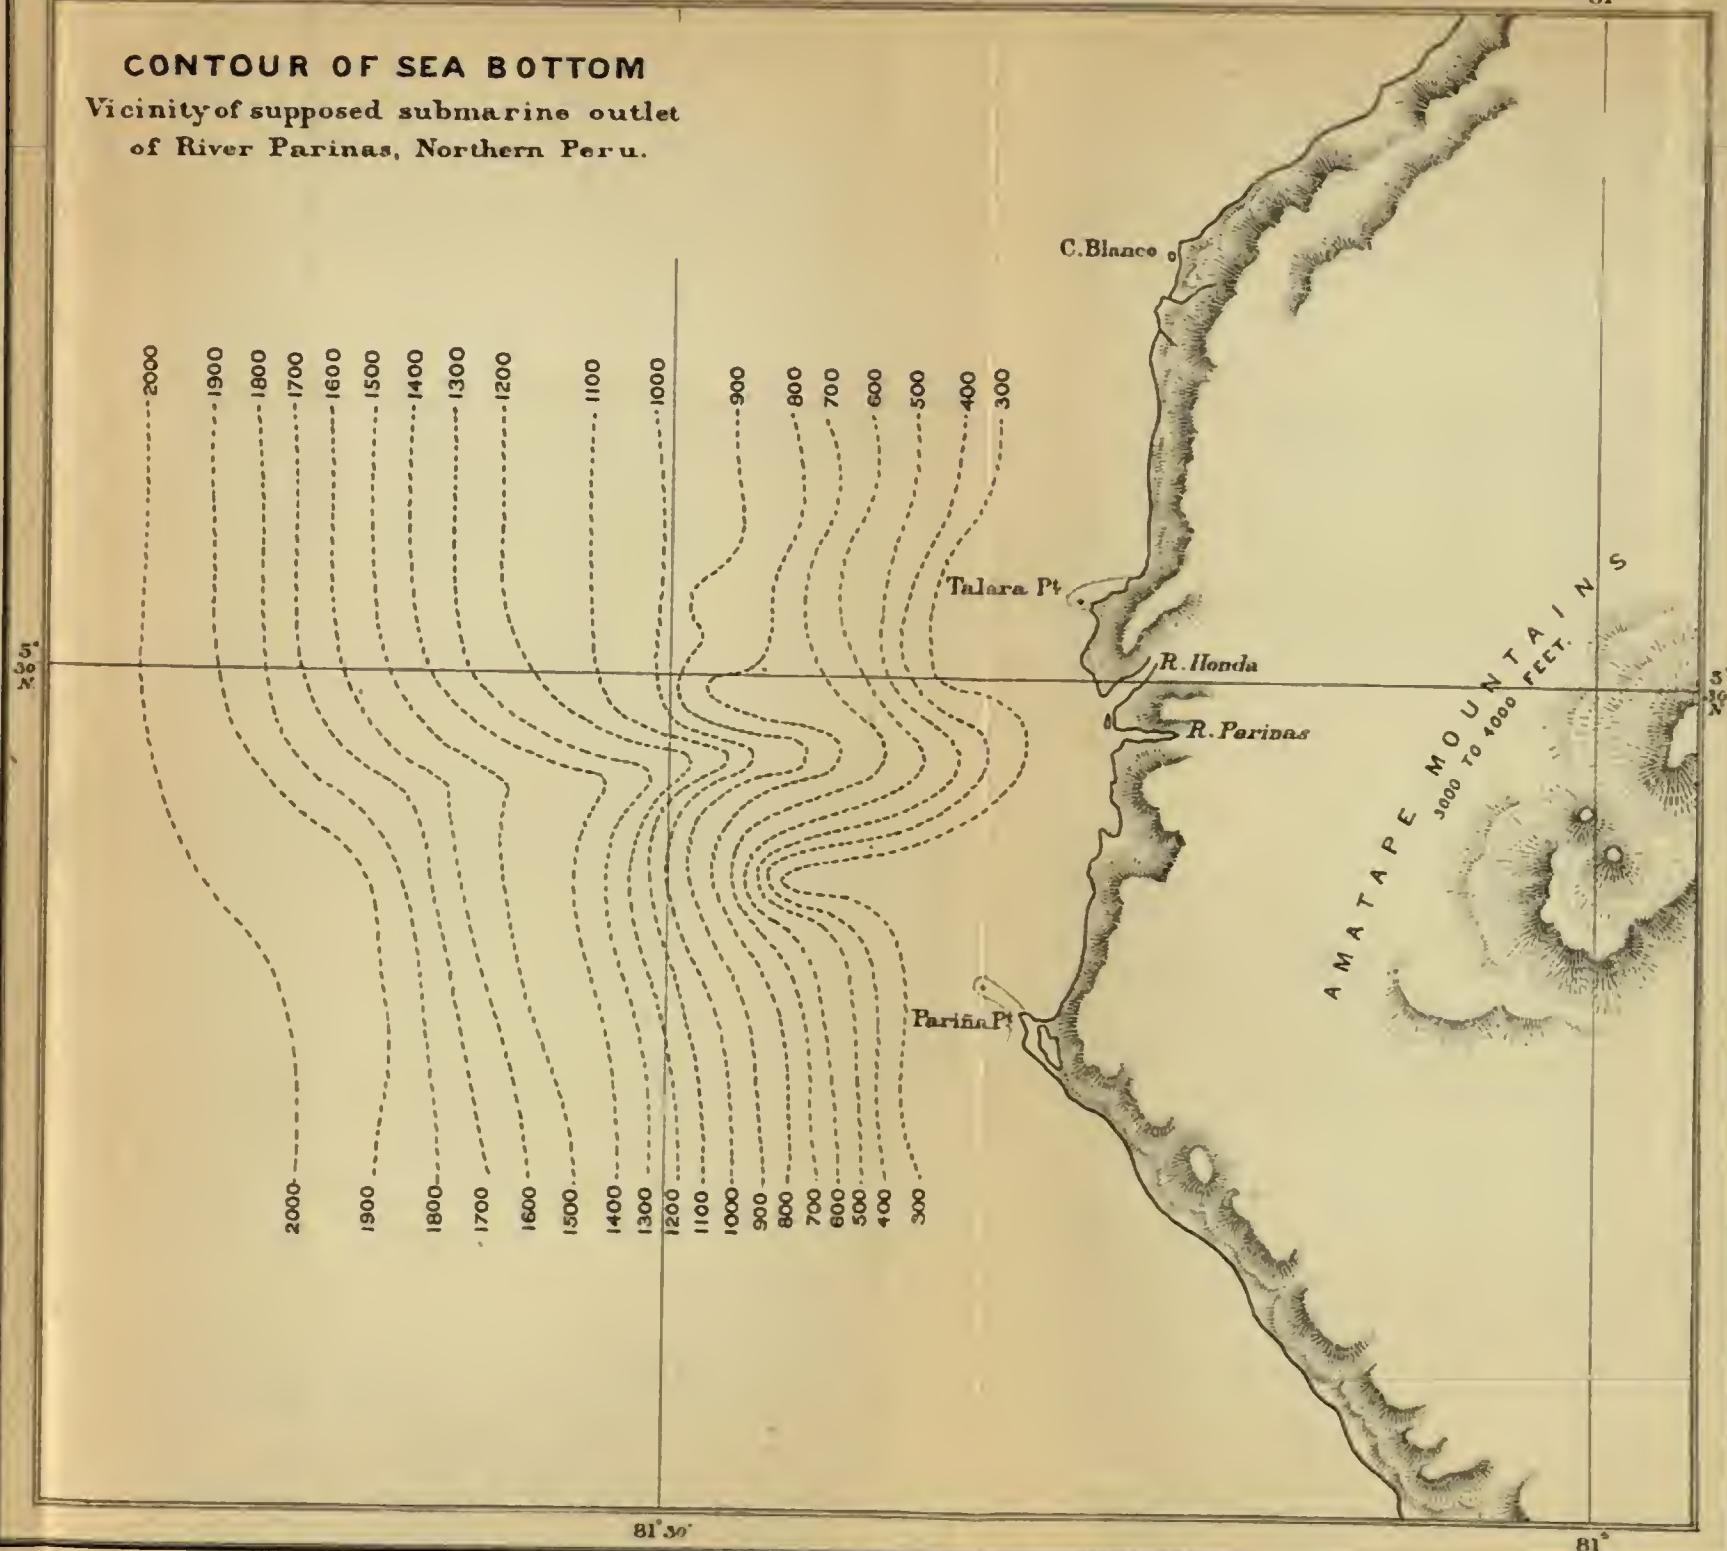 81°
CONTOUR OF SEA BOTTOM
Vicinity of supposed submarine outlet
of River Parinas, Northern Peru.
C. Blanco
2000 1900 1800 1700 1600 1500 1400 1300 1200 1100 1000 900 800 700 600 500 400 300
Talara Pt.
R. Honda
5° 30'
5° 30'
R. Parinas
AMATAPE MOUNTAINS
3000 TO 4000 FEET.
Pariña Pt.
2000 1900 1800 1700 1600 1500 1400 1300 1200 1100 1000 900 800 700 600 500 400 300
81° 30'
81°